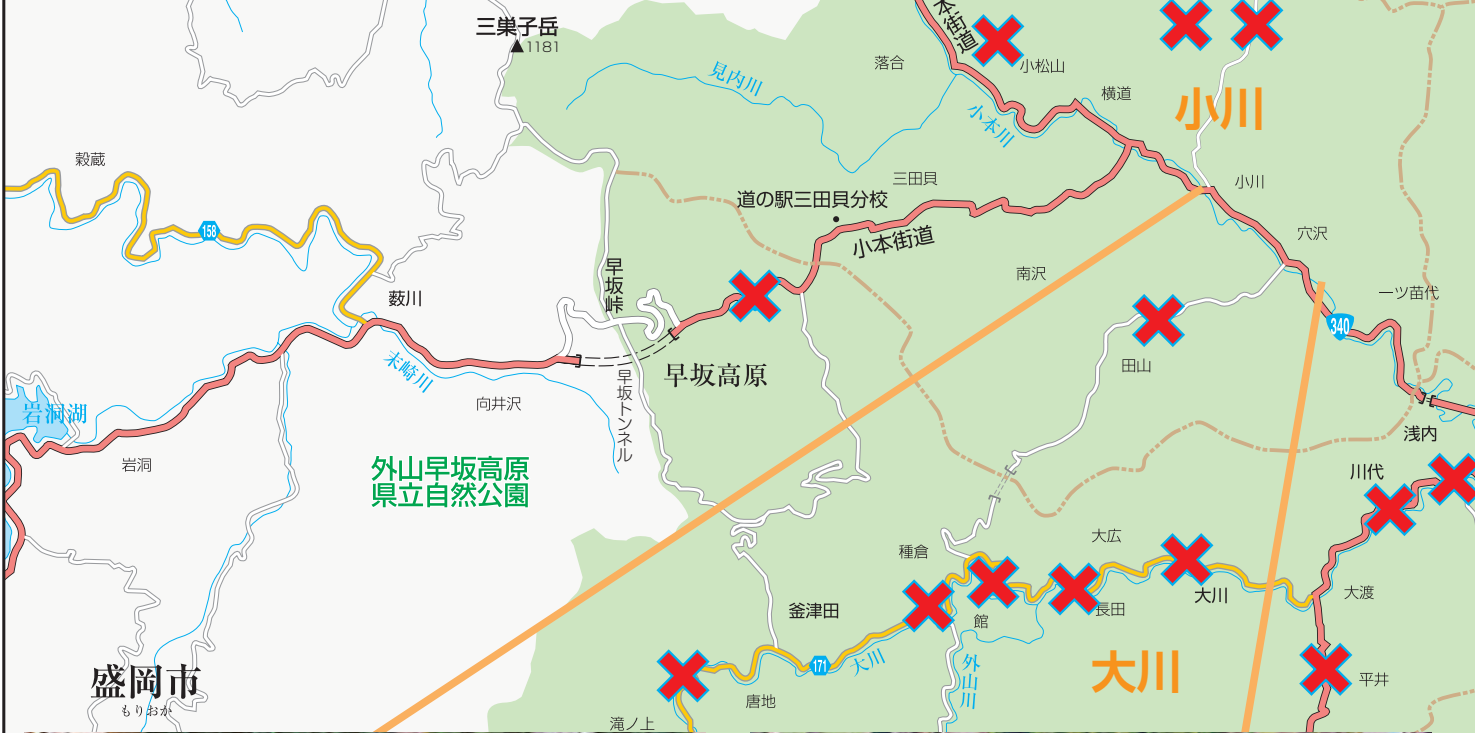 三巣子岳
1181
本街道
小松山
落合
見内川
小本川
横道
小川
穀蔵
三田貝
小川
道の駅三田貝分校
小本街道
158
穴沢
早坂峠
南沢
薮川
一ツ苗代
340
末崎川
田山
早坂高原
早坂トンネル
岩洞湖
向井沢
浅内
岩洞
外山早坂高原
県立自然公園
川代
大広
種倉
大渡
大川
長田
釜津田
館
171
大川
外山川
大川
盛岡市
もりおか
平井
唐地
滝ノ上